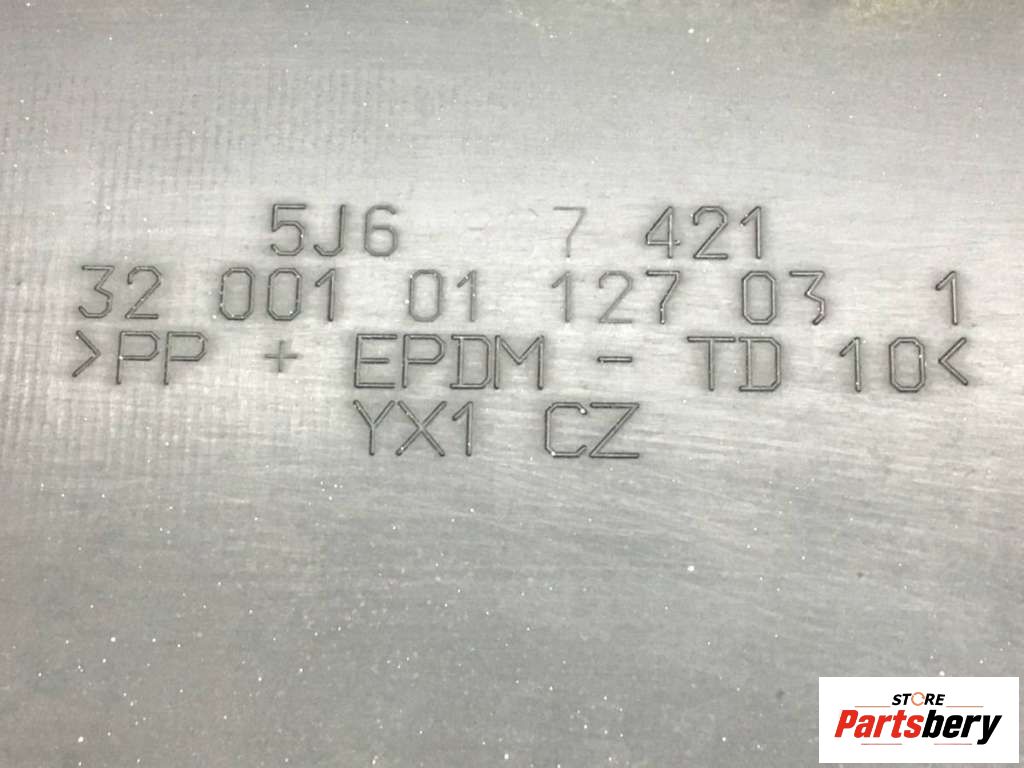 5J6 7 421
32 001 01 127 03 1
>PP + EPDM - TD 10<
YX1 CZ
STORE
Partsbery